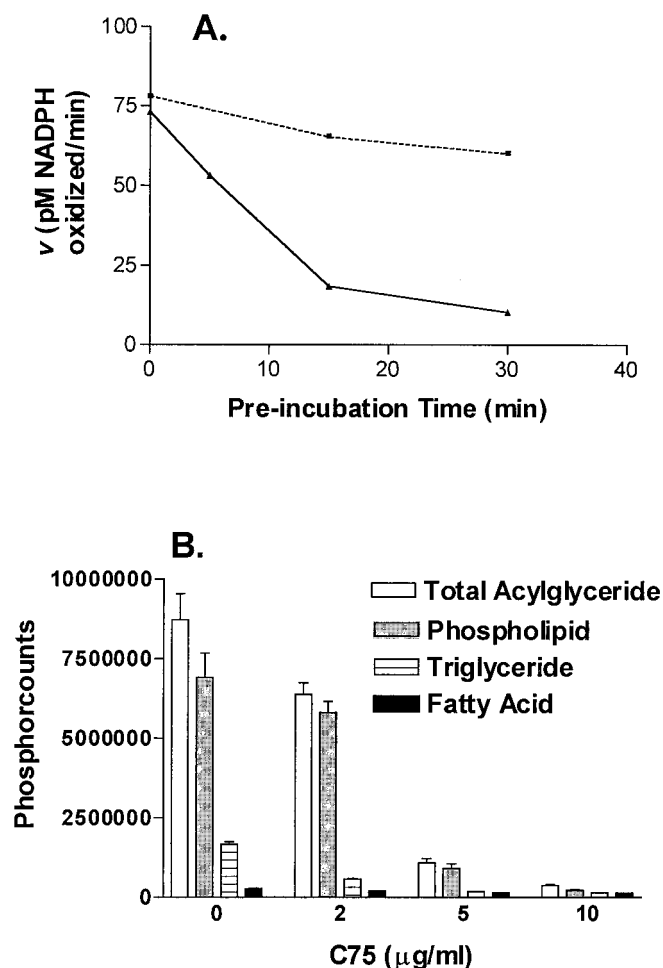 A.
100
75
50
25
0
v (pM NADPH
oxidized/min)
0 10 20 30 40
Pre-incubation Time (min)
B.
10000000
7500000
5000000
2500000
0
Phosphorcounts
Total Acylglyceride
Phospholipid
Triglyceride
Fatty Acid
0 2 5 10
C75 (μg/ml)